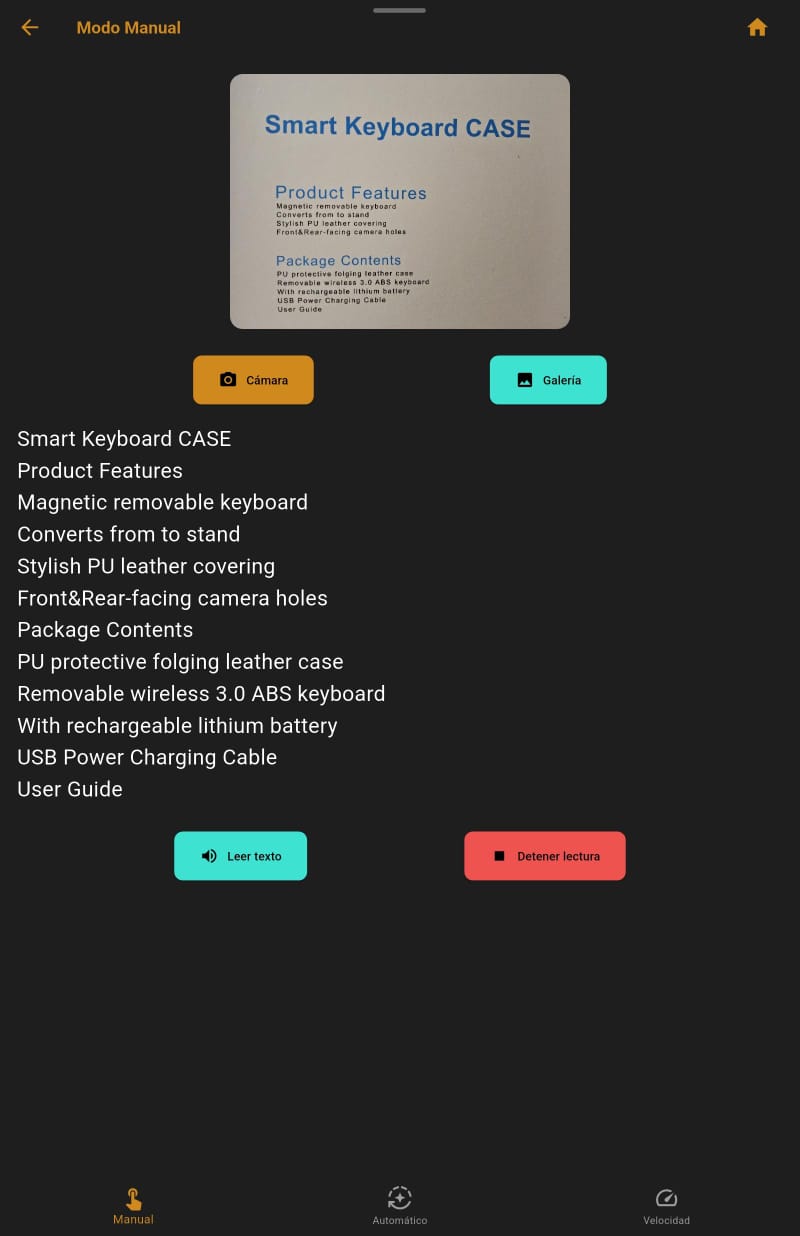 Modo Manual
Smart Keyboard CASE
Product Features
Magnetic removable keyboard
Converts from to stand
Stylish PU leather covering
Front&Rear-facing camera holes
Package Contents
PU protective folging leather case
Removable wireless 3.0 ABS keyboard
With rechargeable lithium battery
USB Power Charging Cable
User Guide
Cámara
Galería
Smart Keyboard CASE
Product Features
Magnetic removable keyboard
Converts from to stand
Stylish PU leather covering
Front&Rear-facing camera holes
Package Contents
PU protective folging leather case
Removable wireless 3.0 ABS keyboard
With rechargeable lithium battery
USB Power Charging Cable
User Guide
Leer texto
Detener lectura
Manual
Automático
Velocidad